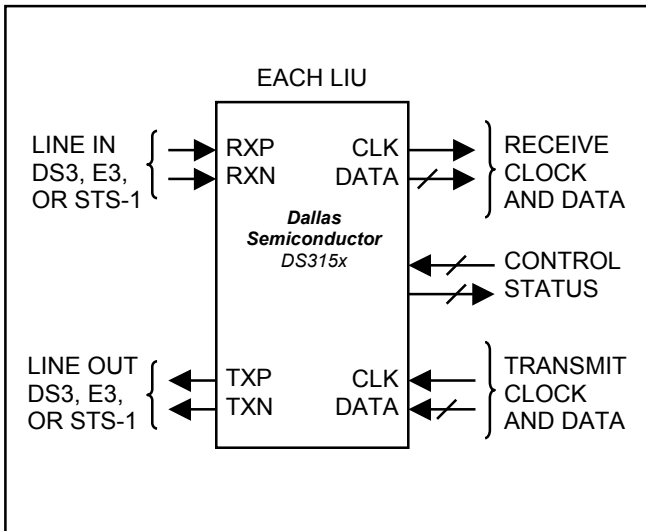 EACH LIU
LINE IN
DS3, E3,
OR STS-1
RXP
RXN
CLK
DATA
RECEIVE
CLOCK
AND DATA
Dallas
Semiconductor
DS315x
CONTROL
STATUS
LINE OUT
DS3, E3,
OR STS-1
TXP
TXN
CLK
DATA
TRANSMIT
CLOCK
AND DATA